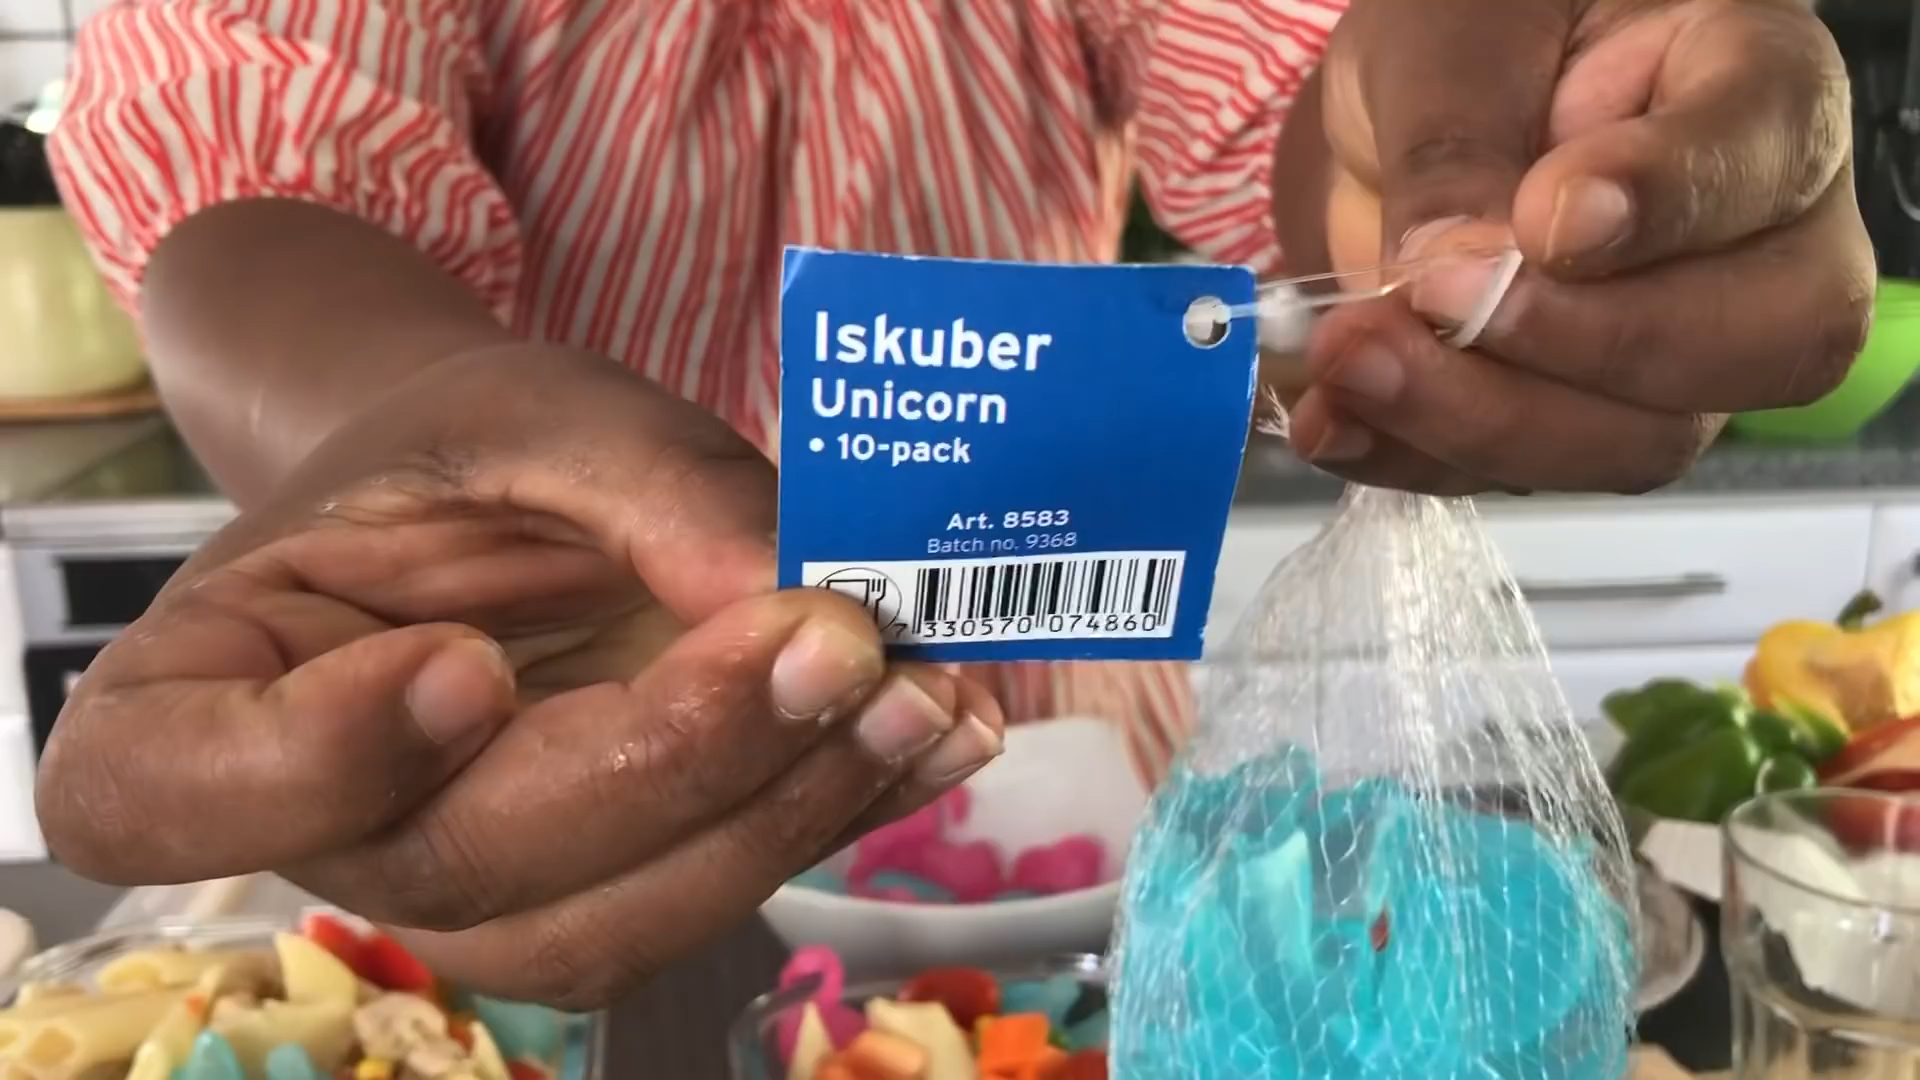 Iskuber
Unicorn
• 10-pack
Art. 8583
Batch no. 9368
7 330570 074860